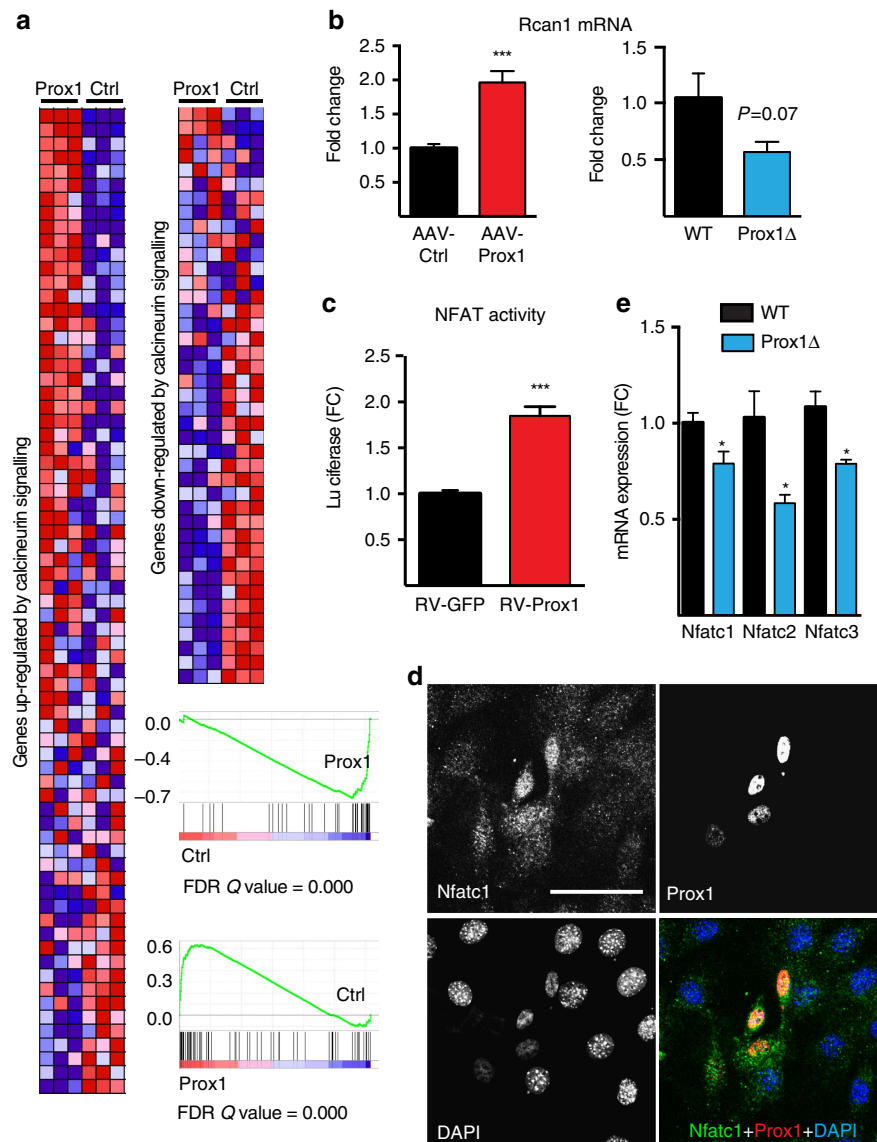 a
Prox1 Ctrl
Prox1 Ctrl
Genes up-regulated by calcineurin signalling
Genes down-regulated by calcineurin signalling
0.0
−0.4
−0.7
Prox1
Ctrl
FDR Q value = 0.000
0.6
0.3
0.0
Ctrl
Prox1
FDR Q value = 0.000
b
Rcan1 mRNA
Fold change
2.5
2.0
1.5
1.0
0.5
***
AAV-
Ctrl
AAV-
Prox1
Fold change
1.5
1.0
0.5
P=0.07
WT
Prox1Δ
c
NFAT activity
Lu ciferase (FC)
2.5
2.0
1.5
1.0
0.5
***
RV-GFP
RV-Prox1
e
WT
Prox1Δ
mRNA expression (FC)
1.5
1.0
0.5
*
*
*
Nfatc1
Nfatc2
Nfatc3
d
Nfatc1
Prox1
DAPI
Nfatc1+Prox1+DAPI